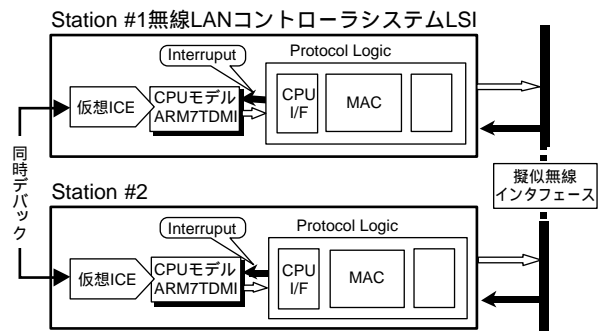 Station #1無線LANコントローラシステムLSI
Interruput
Protocol Logic
仮想ICE
CPUモデル
ARM7TDMI
CPU
I/F
MAC
同時デバック
擬似無線
インタフェース
Station #2
Interruput
Protocol Logic
仮想ICE
CPUモデル
ARM7TDMI
CPU
I/F
MAC